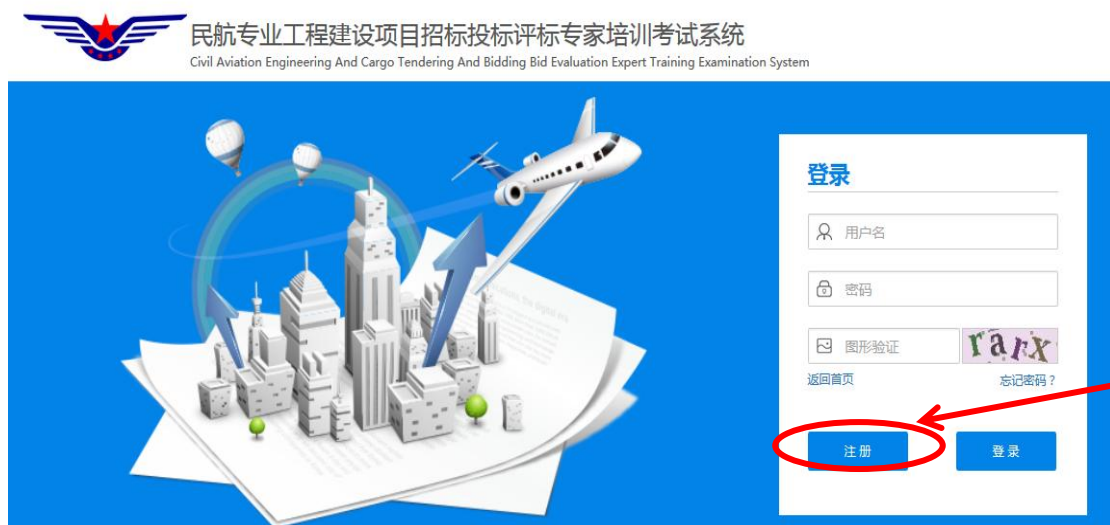 民航专业工程建设项目招标投标评标专家培训考试系统
Civil Aviation Engineering And Cargo Tendering And Bidding Bid Evaluation Expert Training Examination System
登录
用户名
密码
图形验证 rarx
返回首页 忘记密码？
注册 登录